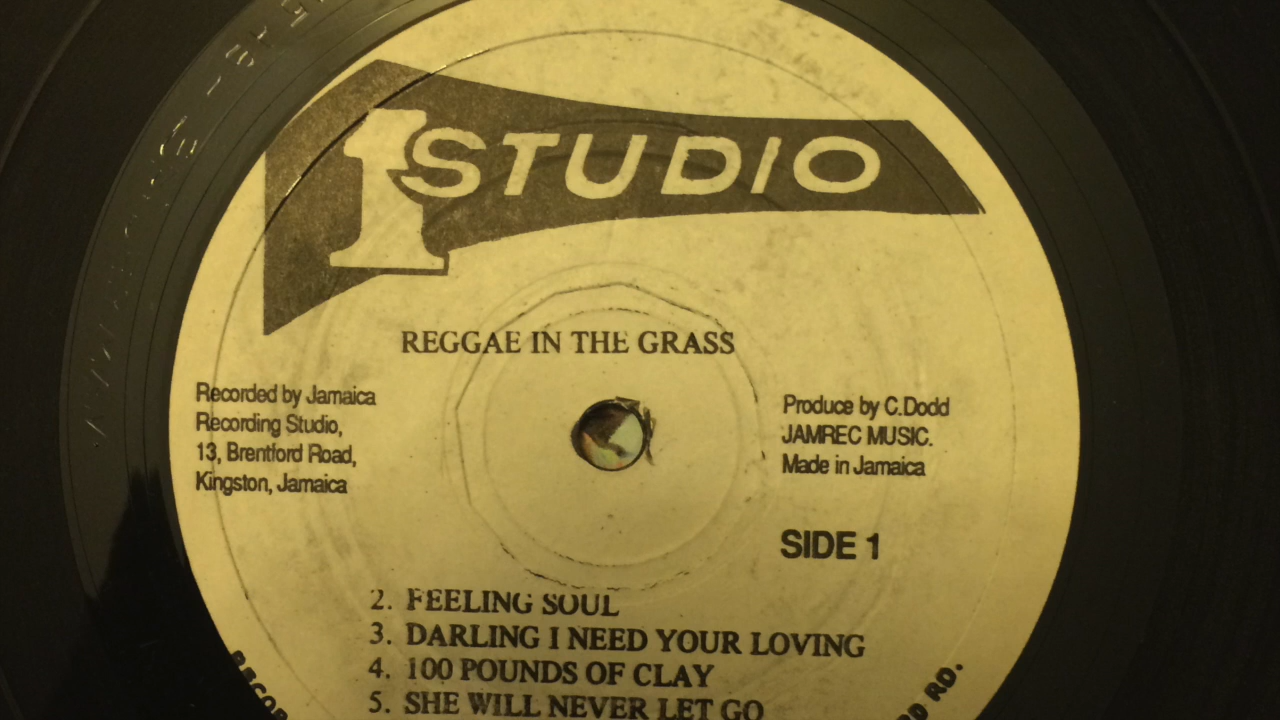 1 STUDIO
REGGAE IN THE GRASS
Recorded by Jamaica
Recording Studio,
13, Brentford Road,
Kingston, Jamaica
Produce by C.Dodd
JAMREC MUSIC.
Made in Jamaica
SIDE 1
2. FEELING SOUL
3. DARLING I NEED YOUR LOVING
4. 100 POUNDS OF CLAY
5. SHE WILL NEVER LET GO
RD.